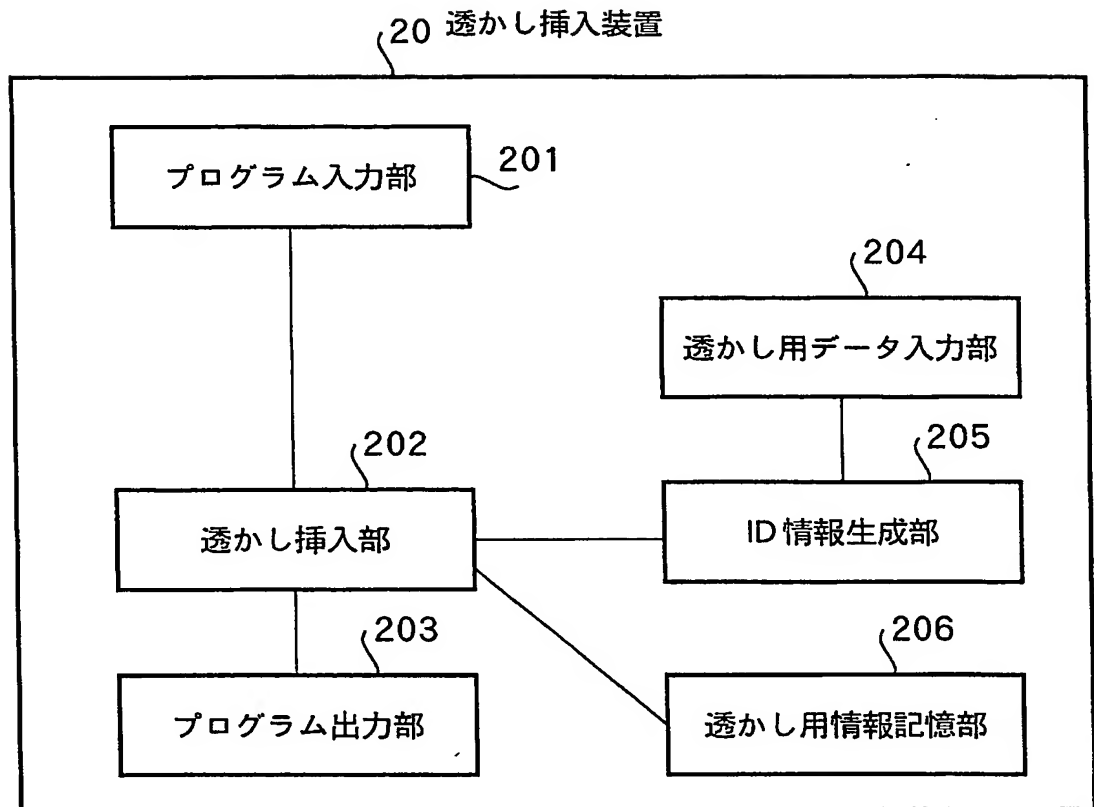 20 透かし挿入装置
プログラム入力部
201
204
透かし用データ入力部
202
205
透かし挿入部
ID情報生成部
203
206
プログラム出力部
透かし用情報記憶部